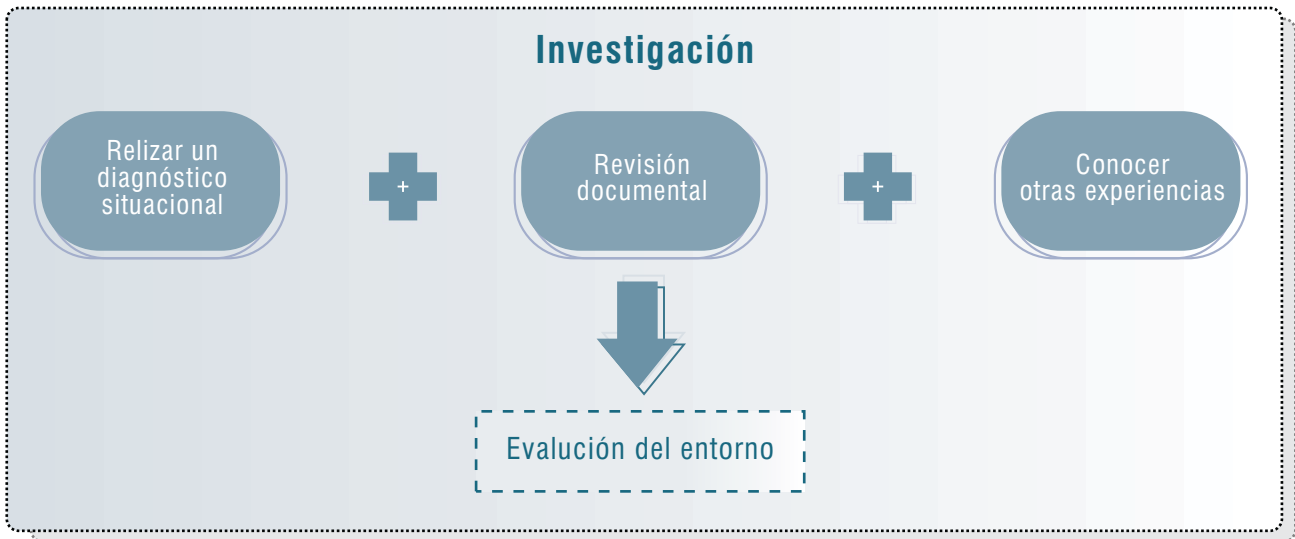 Investigación
Relizar un
diagnóstico
situacional
+
Revisión
documental
+
Conocer
otras experiencias
Evalución del entorno